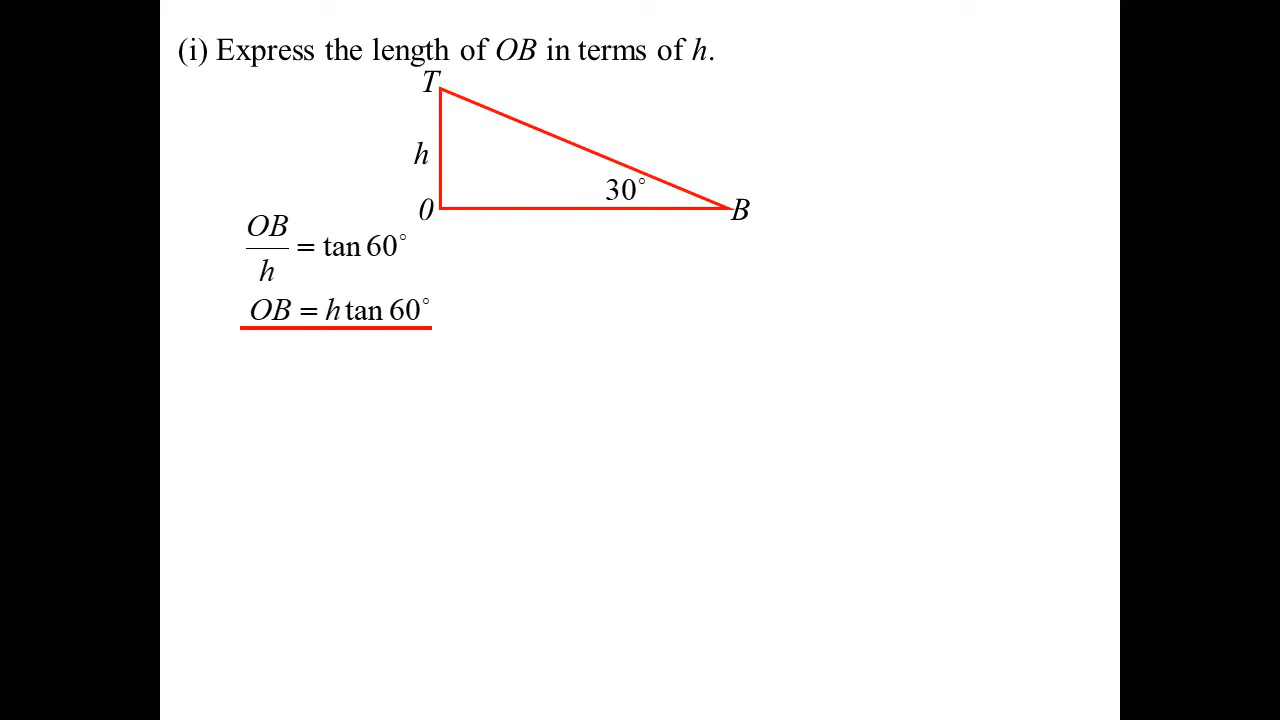 (i) Express the length of OB in terms of h.
T
h
30°
0
B
OB/h = tan 60°
OB = h tan 60°